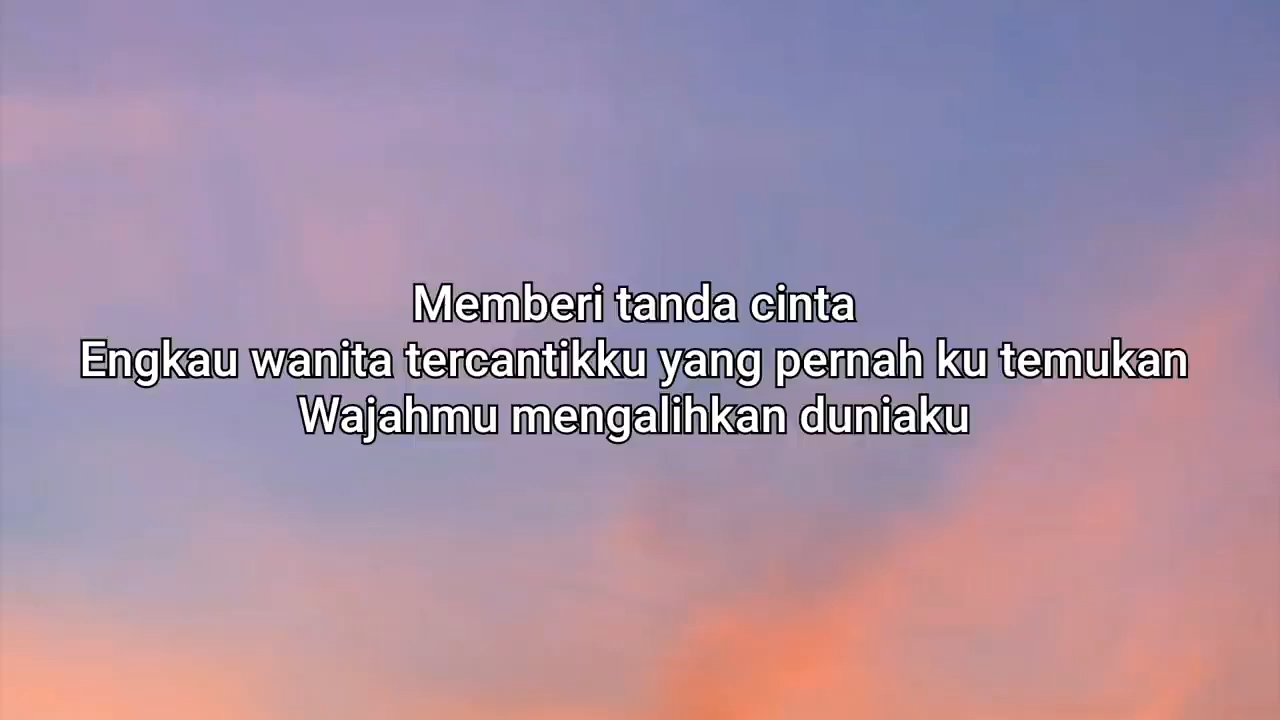 Memberi tanda cinta
Engkau wanita tercantikku yang pernah ku temukan
Wajahmu mengalihkan duniaku